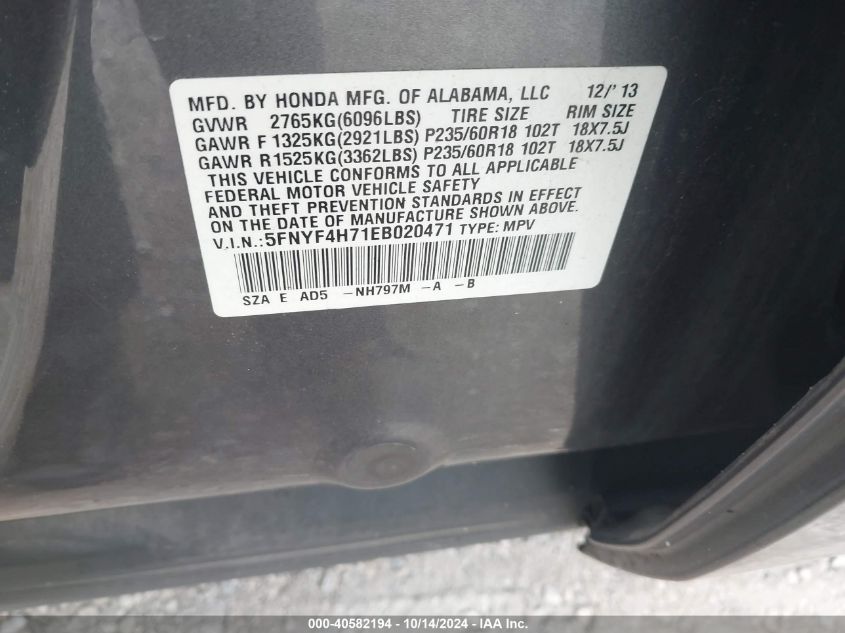 MFD. BY HONDA MFG. OF ALABAMA, LLC 12/'13
GVWR 2765KG(6096LBS) TIRE SIZE RIM SIZE
GAWR F 1325KG(2921LBS) P235/60R18 102T 18X7.5J
GAWR R1525KG(3362LBS) P235/60R18 102T 18X7.5J
THIS VEHICLE CONFORMS TO ALL APPLICABLE
FEDERAL MOTOR VEHICLE SAFETY
AND THEFT PREVENTION STANDARDS IN EFFECT
ON THE DATE OF MANUFACTURE SHOWN ABOVE.
V.I.N.:5FNYF4H71EB020471 TYPE: MPV
SZA E AD5 -NH797M -A -B
000-40582194 - 10/14/2024 - IAA Inc.